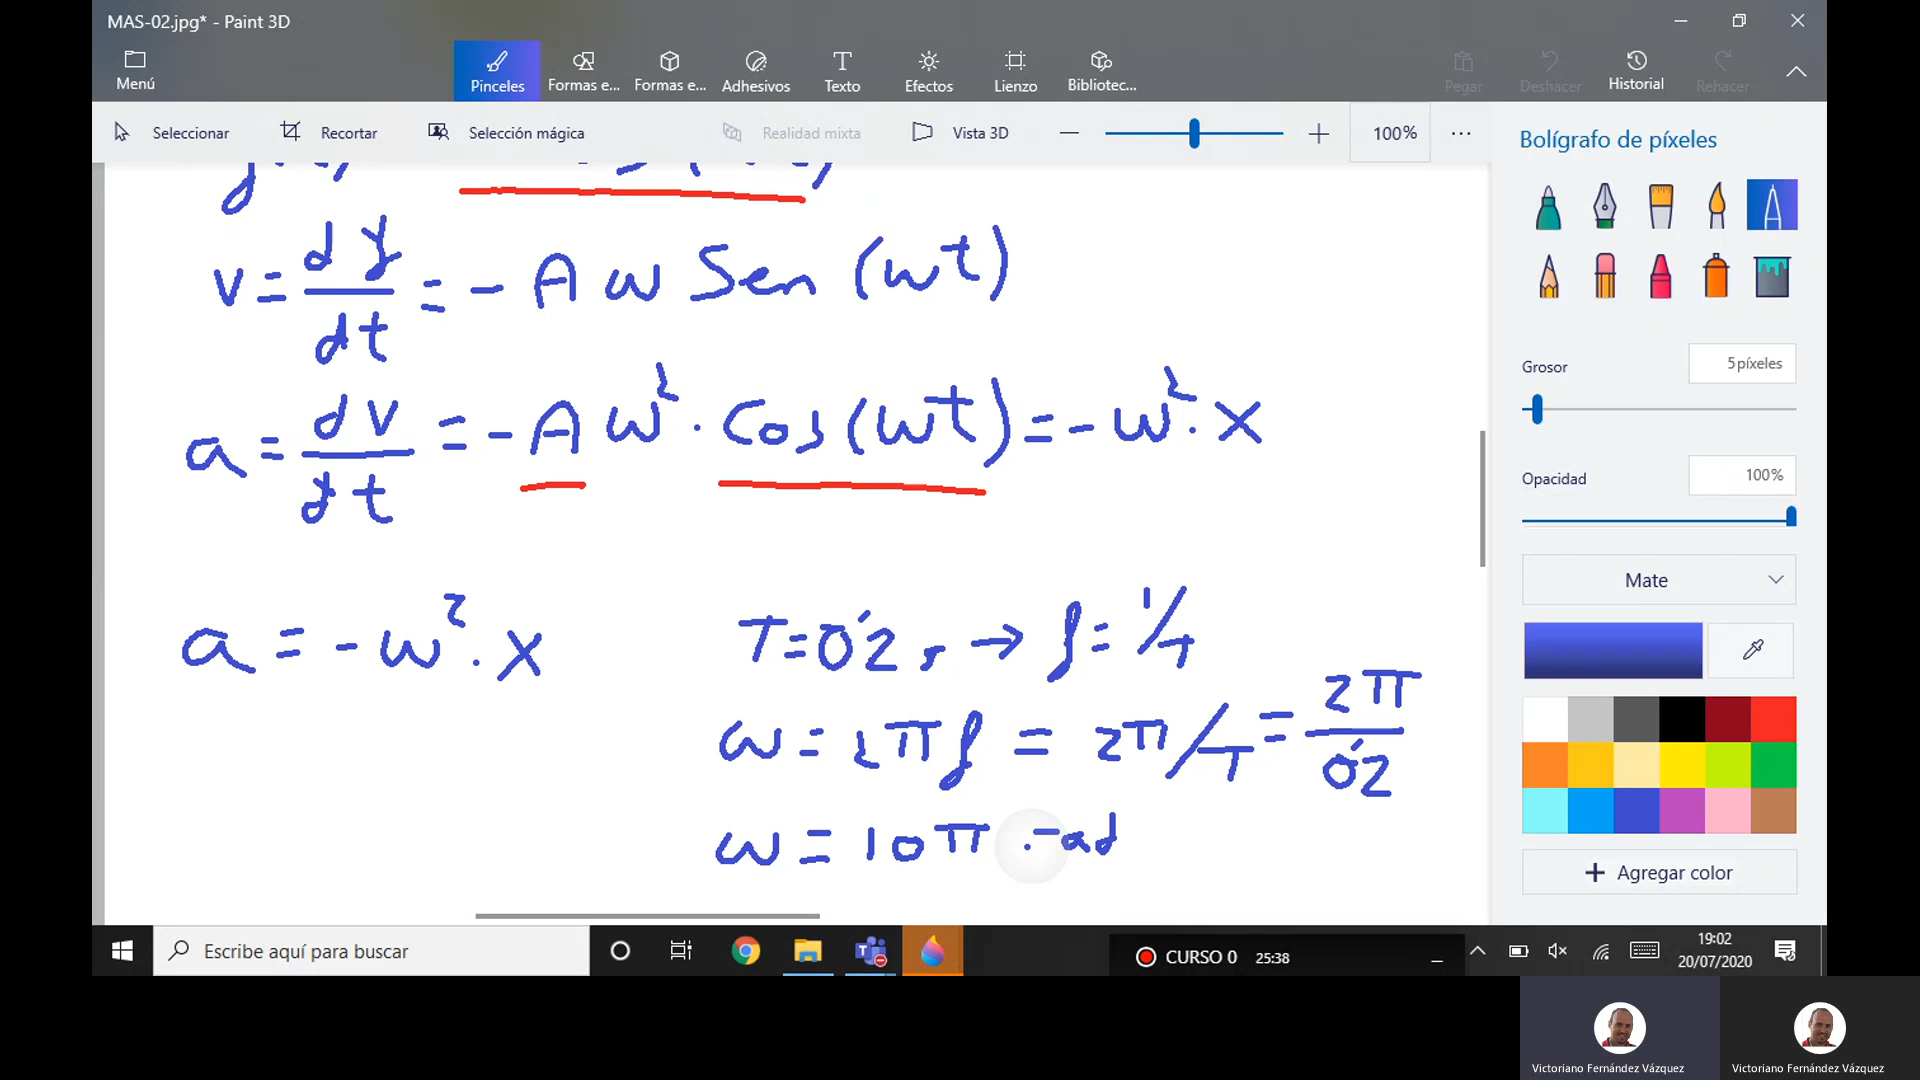 MAS-02.jpg* - Paint 3D
Menú
Pinceles
Formas e...
Formas e...
Adhesivos
Texto
Efectos
Lienzo
Bibliotec...
Pegar
Deshacer
Historial
Rehacer
Seleccionar
Recortar
Selección mágica
Realidad mixta
Vista 3D
100%
Bolígrafo de píxeles
v = dy/dt = - A w Sen (wt)
a = dv/dt = - A w² · Cos (wt) = - w² · x
a = - w² · x
T = 0'2 s → f = 1/T
w = 2πf = 2π/T = 2π/0'2
w = 10π rad
Grosor
5píxeles
Opacidad
100%
Mate
Agregar color
Escribe aquí para buscar
CURSO 0
25:38
19:02
20/07/2020
Victoriano Fernández Vázquez
Victoriano Fernández Vázquez